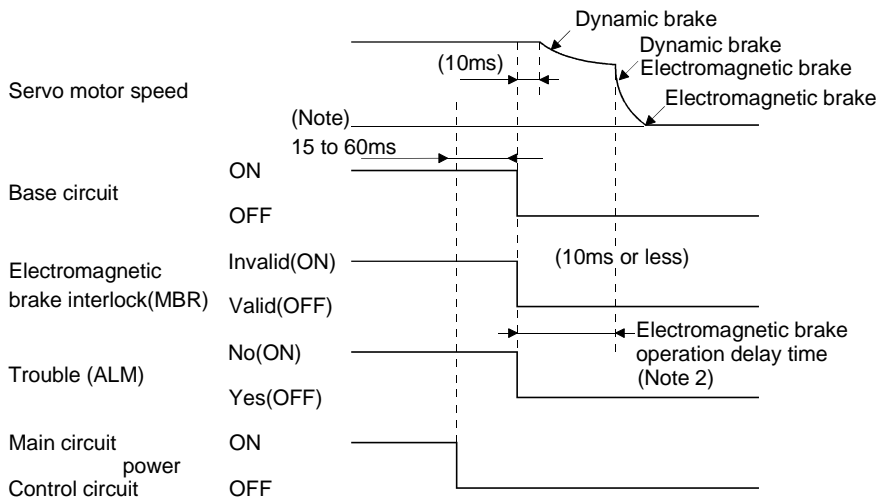 Dynamic brake
Dynamic brake
(10ms)
Electromagnetic brake
Servo motor speed
Electromagnetic brake
(Note)
15 to 60ms
ON
Base circuit
OFF
Invalid(ON)
(10ms or less)
Electromagnetic
brake interlock(MBR)
Valid(OFF)
Electromagnetic brake
operation delay time
(Note 2)
No(ON)
Trouble (ALM)
Yes(OFF)
Main circuit
ON
power
Control circuit
OFF